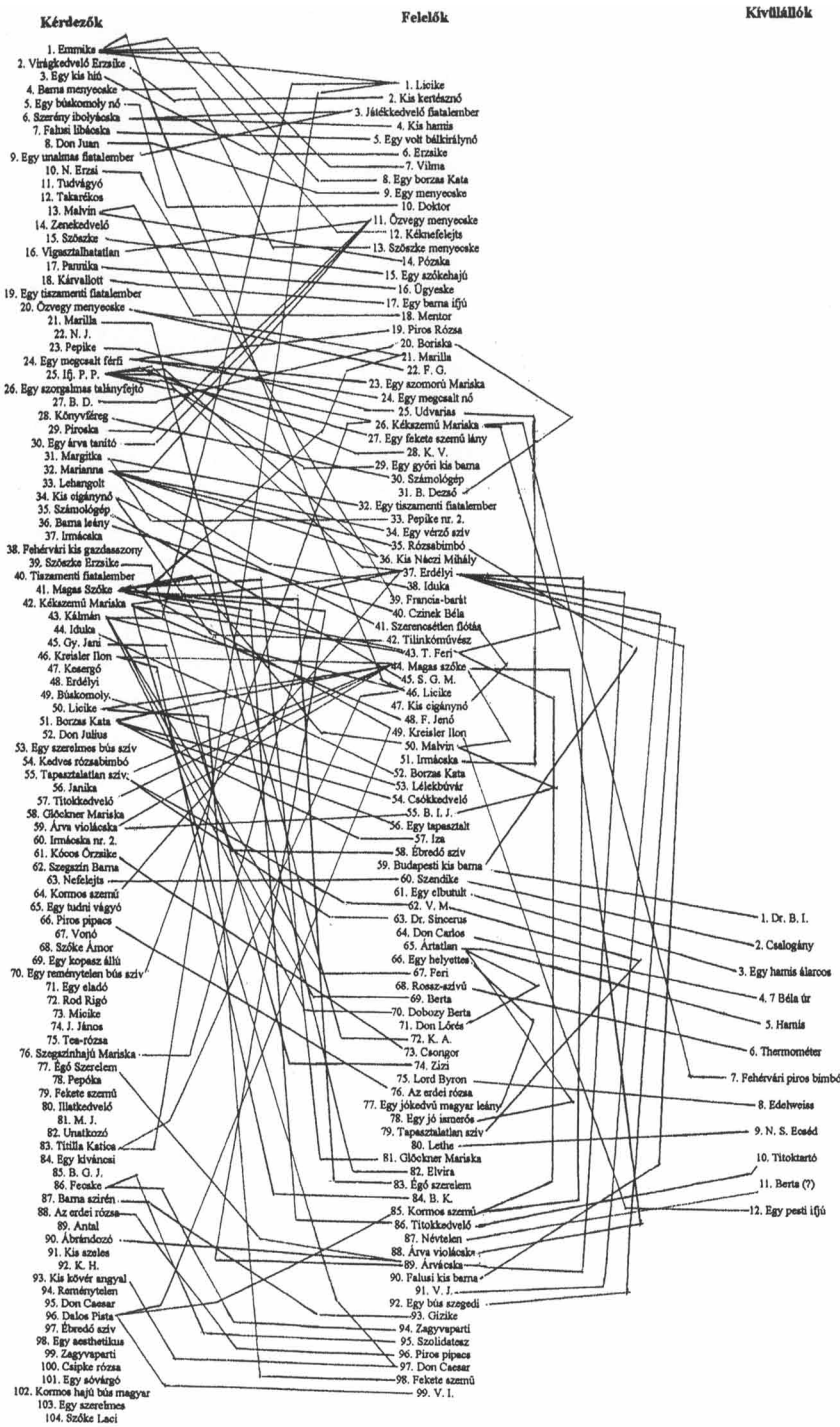 Kérdezők
1. Emmike
2. Virágkedvelő Erzsike
3. Egy kis hiú
4. Barna menyecske
5. Egy búskomoly nő
6. Szerény ibolyácska
7. Falusi libácska
8. Don Juan
9. Egy unalmas fiatalember
10. N. Erzsi
11. Tudvágyó
12. Takarékos
13. Malvin
14. Zenekedvelő
15. Szöszke
16. Vigasztalhatatlan
17. Pannika
18. Kárvallott
19. Egy tiszamenti fiatalember
20. Özvegy menyecske
21. Marilla
22. N. J.
23. Pepike
24. Egy megcsalt férfi
25. Ifj. P. P.
26. Egy szorgalmas talányfejtő
27. B. D.
28. Könyvféreg
29. Piroska
30. Egy árva tanító
31. Margitka
32. Marianna
33. Lehangolt
34. Kis cigánynő
35. Számológép
36. Barna leány
37. Irmácska
38. Fehérvári kis gazdasszony
39. Szöszke Erzsike
40. Tiszamenti fiatalember
41. Magas Szőke
42. Kékszemű Mariska
43. Kálmán
44. Iduka
45. Gy. Jani
46. Kreisler Ilon
47. Kesergő
48. Erdélyi
49. Búskomoly.
50. Licike
51. Borzas Kata
52. Don Julius
53. Egy szerelmes bús szív
54. Kedves rózsabimbó
55. Tapasztalatlan szív
56. Janika
57. Titokkedvelő
58. Glöckner Mariska
59. Árva violácska
60. Irmácska nr. 2.
61. Kócos Örzsike
62. Szegszín Barna
63. Nefelejts
64. Kormos szemű
65. Egy tudni vágyó
66. Piros pipacs
67. Vonó
68. Szőke Ámor
69. Egy kopasz állú
70. Egy reménytelen bús szív
71. Egy eladó
72. Rod Rigó
73. Micike
74. J. János
75. Tea-rózsa
76. Szegszínhajú Mariska
77. Égő Szerelem
78. Pepóka
79. Fekete szemű
80. Illatkedvelő
81. M. J.
82. Unatkozó
83. Titilla Katica
84. Egy kíváncsi
85. B. G. J.
86. Fecske
87. Barna szirén
88. Az erdei rózsa
89. Antal
90. Ábrándozó
91. Kis szeles
92. K. H.
93. Kis kövér angyal
94. Reménytelen
95. Don Caesar
96. Dalos Pista
97. Ébredő szív
98. Egy aesthetikus
99. Zagyvaparti
100. Csipke rózsa
101. Egy sóvárgó
102. Kormos hajú bús magyar
103. Egy szerelmes
104. Szőke Laci
Felelők
1. Licike
2. Kis kertésznő
3. Játékkedvelő fiatalember
4. Kis hamis
5. Egy volt bálkirálynő
6. Erzsike
7. Vilma
8. Egy borzas Kata
9. Egy menyecske
10. Doktor
11. Özvegy menyecske
12. Kéknefelejts
13. Szöszke menyecske
14. Pózska
15. Egy szőkehajú
16. Ügyeske
17. Egy barna ifjú
18. Mentor
19. Piros Rózsa
20. Boriska
21. Marilla
22. F. G.
23. Egy szomorú Mariska
24. Egy megcsalt nő
25. Udvarias
26. Kékszemű Mariska
27. Egy fekete szemű lány
28. K. V.
29. Egy győri kis barna
30. Számológép
31. B. Dezső
32. Egy tiszamenti fiatalember
33. Pepike nr. 2.
34. Egy vérző szív
35. Rózsabimbó
36. Kis Náczi Mihály
37. Erdélyi
38. Iduka
39. Francia-barát
40. Czinek Béla
41. Szerencsétlen flótás
42. Tilinkóművész
43. T. Feri
44. Magas szőke
45. S. G. M.
46. Licike
47. Kis cigánynő
48. F. Jenő
49. Kreisler Ilon
50. Malvin
51. Irmácska
52. Borzas Kata
53. Lélekbúvár
54. Csókkedvelő
55. B. I. J.
56. Egy tapasztalt
57. Iza
58. Ébredő szív
59. Budapesti kis barna
60. Szendike
61. Egy elbutult
62. V. M.
63. Dr. Sincerus
64. Don Carlos
65. Ártatlan
66. Egy helyettes
67. Feri
68. Rossz-szívű
69. Berta
70. Dobozy Berta
71. Don Lórés
72. K. A.
73. Csongor
74. Zizi
75. Lord Byron
76. Az erdei rózsa
77. Egy jókedvű magyar leány
78. Egy jó ismerős
79. Tapasztalatlan szív
80. Lethe
81. Glöckner Mariska
82. Elvira
83. Égő szerelem
84. B. K.
85. Kormos szemű
86. Titokkedvelő
87. Névtelen
88. Árva violácska
89. Árvácska
90. Falusi kis barna
91. V. J.
92. Egy bús szegedi
93. Gizike
94. Zagyvaparti
95. Szolidatesz
96. Piros pipacs
97. Don Caesar
98. Fekete szemű
99. V. I.
Kívülállók
1. Dr. B. I.
2. Csalogány
3. Egy hamis álarcos
4. 7 Béla úr
5. Hamis
6. Thermométer
7. Fehérvári piros bimbó
8. Edelweiss
9. N. S. Ecséd
10. Titoktartó
11. Berta (?)
12. Egy pesti ifjú